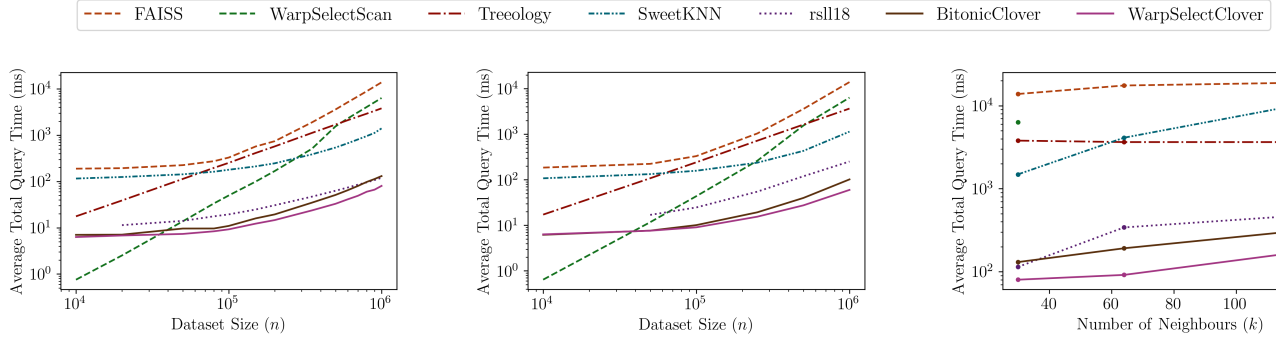 FAISS WarpSelectScan Treeology SweetKNN rsll18 BitonicClover WarpSelectClover
Average Total Query Time (ms)
10^4
10^3
10^2
10^1
10^0
10^4 10^5 10^6
Dataset Size (n)
Average Total Query Time (ms)
10^4
10^3
10^2
10^1
10^0
10^4 10^5 10^6
Dataset Size (n)
Average Total Query Time (ms)
10^4
10^3
10^2
40 60 80 100
Number of Neighbours (k)